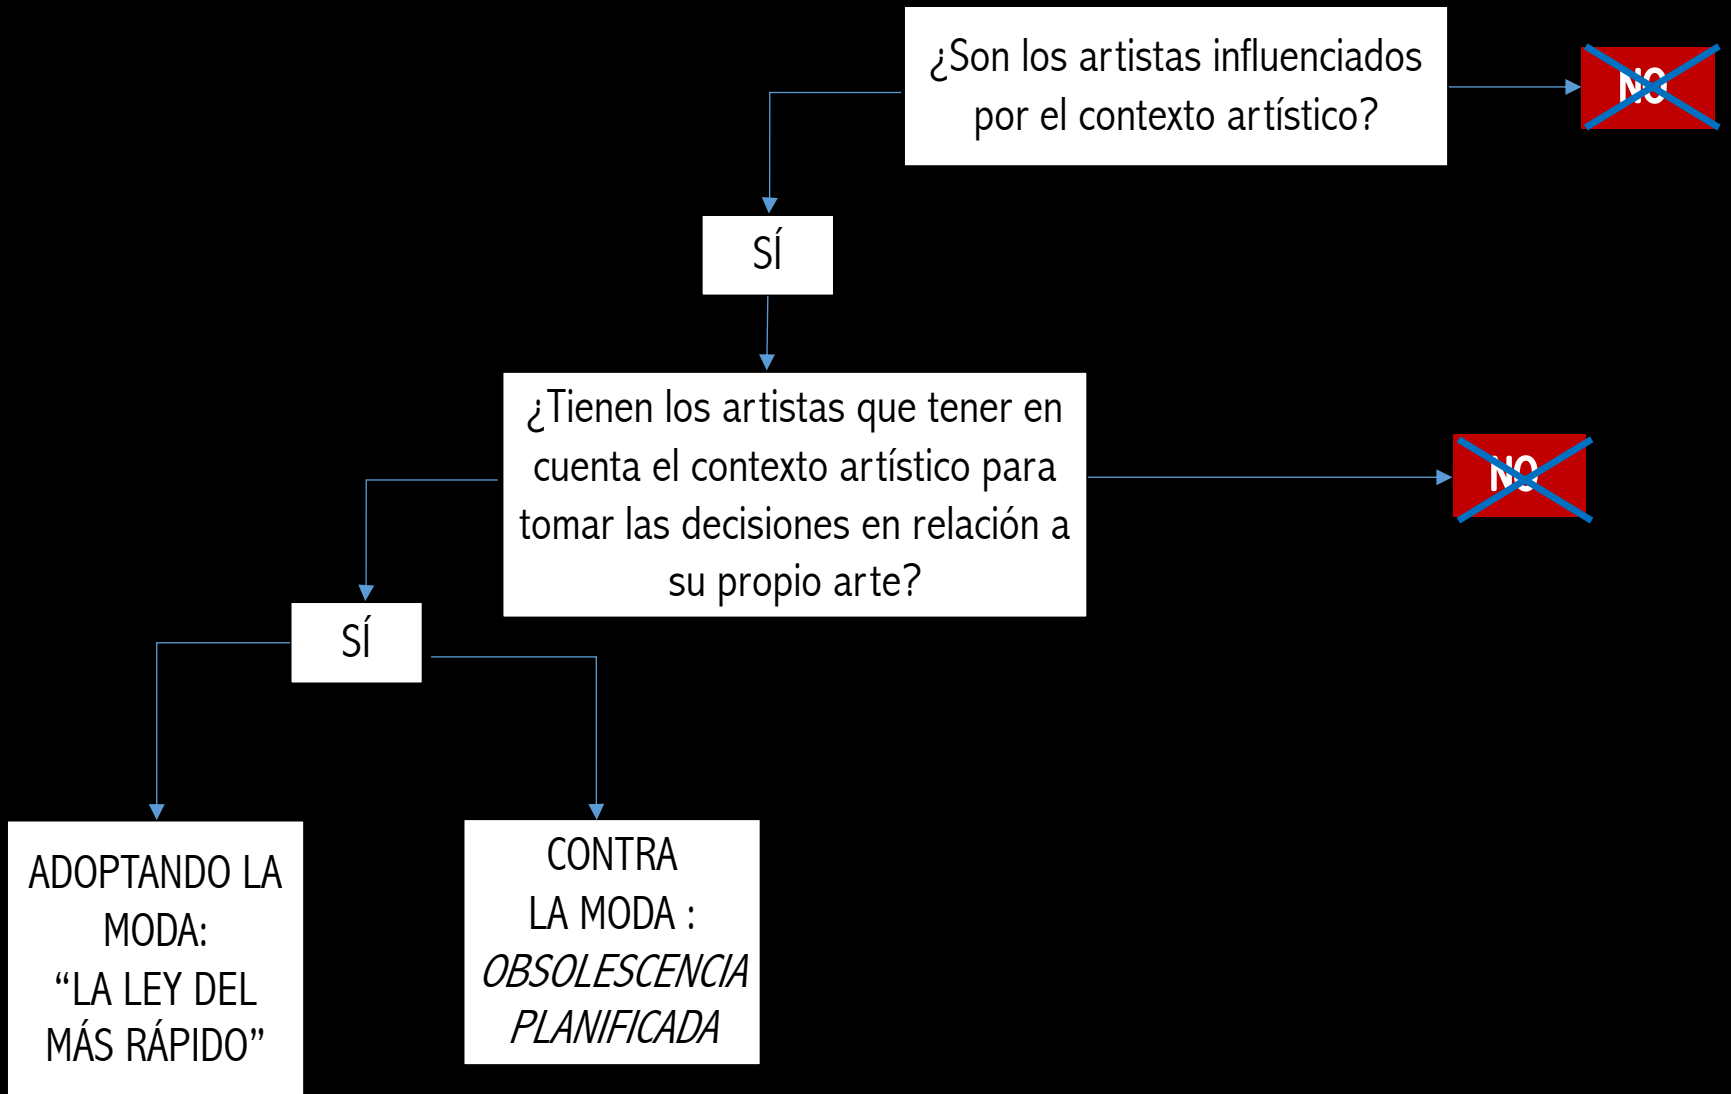 ¿Son los artistas influenciados
por el contexto artístico?
NO
SÍ
¿Tienen los artistas que tener en
cuenta el contexto artístico para
tomar las decisiones en relación a
su propio arte?
NO
SÍ
ADOPTANDO LA
MODA:
“LA LEY DEL
MÁS RÁPIDO”
CONTRA
LA MODA :
OBSOLESCENCIA
PLANIFICADA